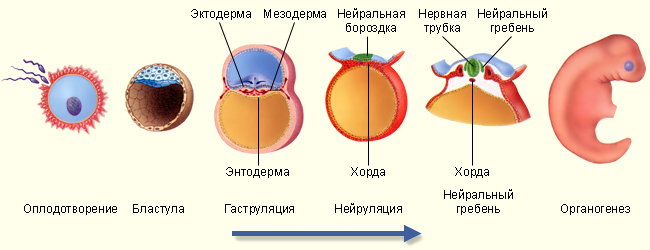 Эктодерма Мезодерма Нейральная бороздка Нервная трубка Нейральный гребень
Энтодерма Хорда Хорда
Оплодотворение Бластула Гаструляция Нейруляция Нейральный гребень Органогенез